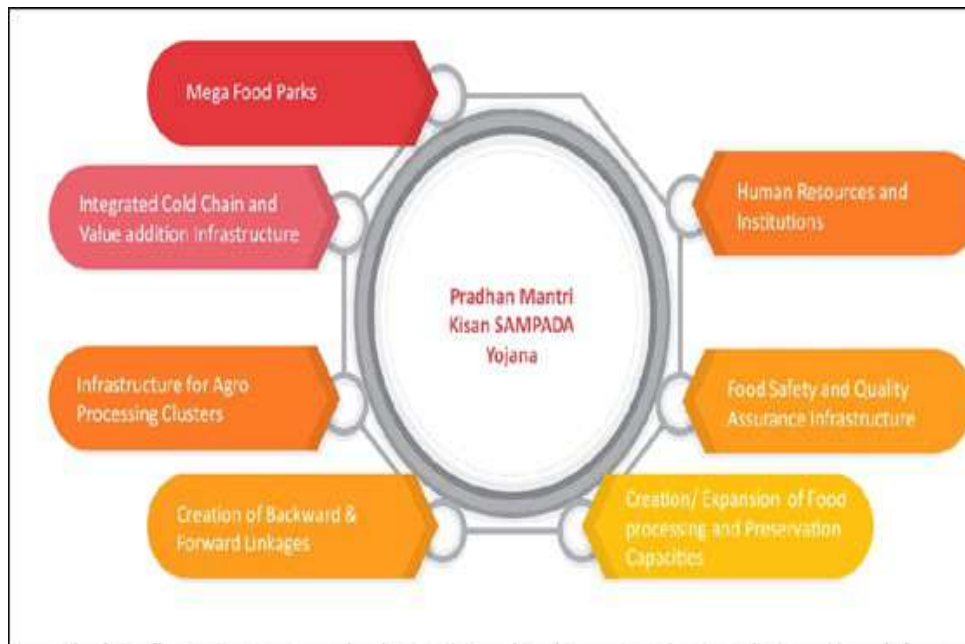 Mega Food Parks
Integrated Cold Chain and
Value addition Infrastructure
Infrastructure for Agro
Processing Clusters
Creation of Backward &
Forward Linkages
Pradhan Mantri
Kisan SAMPADA
Yojana
Human Resources and
Institutions
Food Safety and Quality
Assurance Infrastructure
Creation/ Expansion of Food
processing and Preservation
Capacities